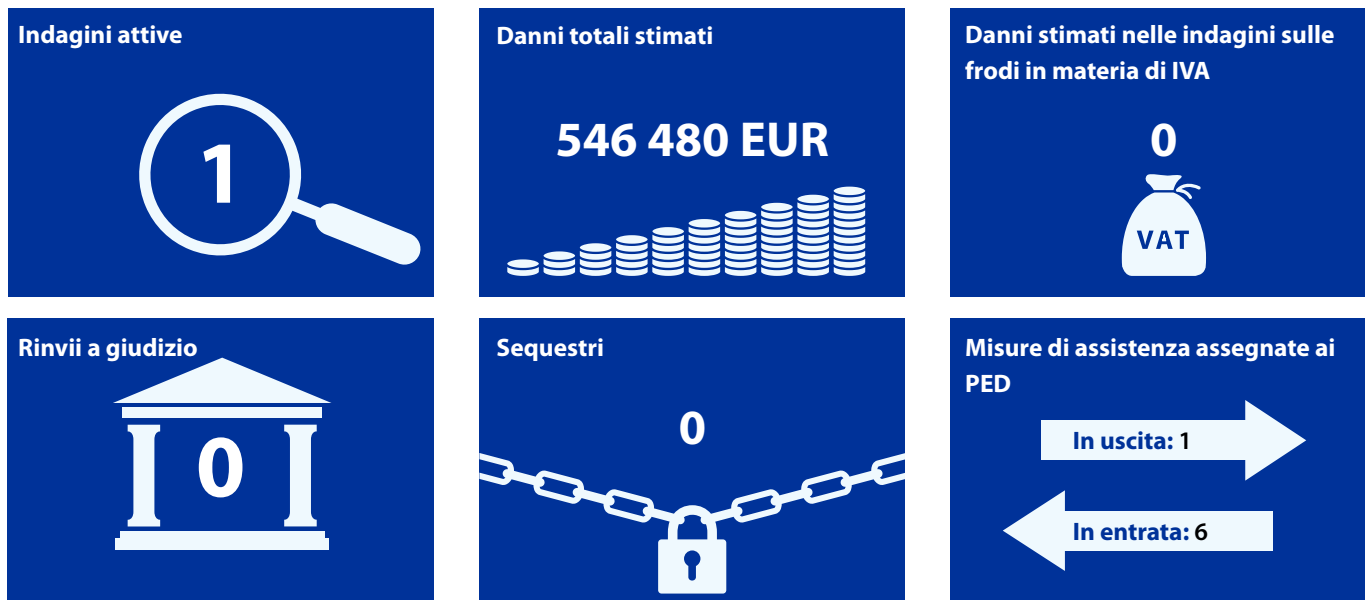 Indagini attive
1
Danni totali stimati
546 480 EUR
Danni stimati nelle indagini sulle
frodi in materia di IVA
0
VAT
Rinvii a giudizio
0
Sequestri
0
Misure di assistenza assegnate ai
PED
In uscita: 1
In entrata: 6